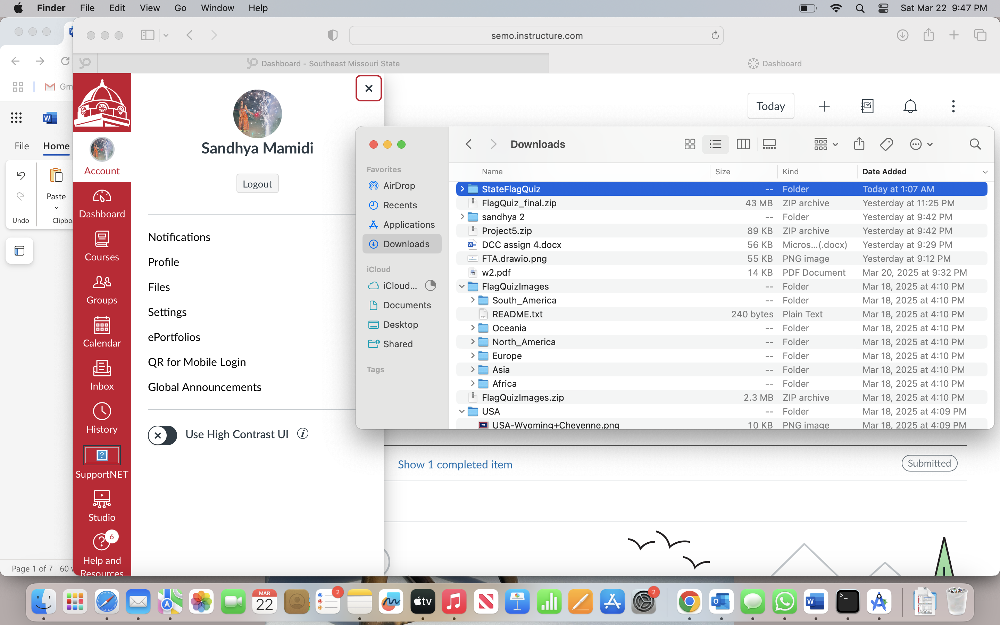 Finder File Edit View Go Window Help
Sat Mar 22 9:47 PM
semo.instructure.com
Dashboard - Southeast Missouri State
Dashboard
Gm
File Home
Undo
Paste
Clipbo
Page 1 of 7 60 w
Account
Dashboard
Courses
Groups
Calendar
Inbox
History
SupportNET
Studio
6
Help and
Resources
Sandhya Mamidi
Logout
Notifications
Profile
Files
Settings
ePortfolios
QR for Mobile Login
Global Announcements
Use High Contrast UI
Today
Downloads
Favorites
AirDrop
Recents
Applications
Downloads
iCloud
iCloud...
Documents
Desktop
Shared
Tags
Name Size Kind Date Added
StateFlagQuiz -- Folder Today at 1:07 AM
FlagQuiz_final.zip 43 MB ZIP archive Yesterday at 11:25 PM
sandhya 2 -- Folder Yesterday at 9:42 PM
Project5.zip 89 KB ZIP archive Yesterday at 9:42 PM
DCC assign 4.docx 56 KB Micros...(.docx) Yesterday at 9:29 PM
FTA.drawio.png 55 KB PNG image Yesterday at 9:12 PM
w2.pdf 14 KB PDF Document Mar 20, 2025 at 9:32 PM
FlagQuizImages -- Folder Mar 18, 2025 at 4:10 PM
South_America -- Folder Mar 18, 2025 at 4:10 PM
README.txt 240 bytes Plain Text Mar 18, 2025 at 4:10 PM
Oceania -- Folder Mar 18, 2025 at 4:10 PM
North_America -- Folder Mar 18, 2025 at 4:10 PM
Europe -- Folder Mar 18, 2025 at 4:10 PM
Asia -- Folder Mar 18, 2025 at 4:10 PM
Africa -- Folder Mar 18, 2025 at 4:10 PM
FlagQuizImages.zip 2.3 MB ZIP archive Mar 18, 2025 at 4:10 PM
USA -- Folder Mar 18, 2025 at 4:09 PM
USA-Wyoming+Cheyenne.png 10 KB PNG image Mar 18, 2025 at 4:09 PM
Show 1 completed item
Submitted
MAR
22
2
tv
2
DOCX